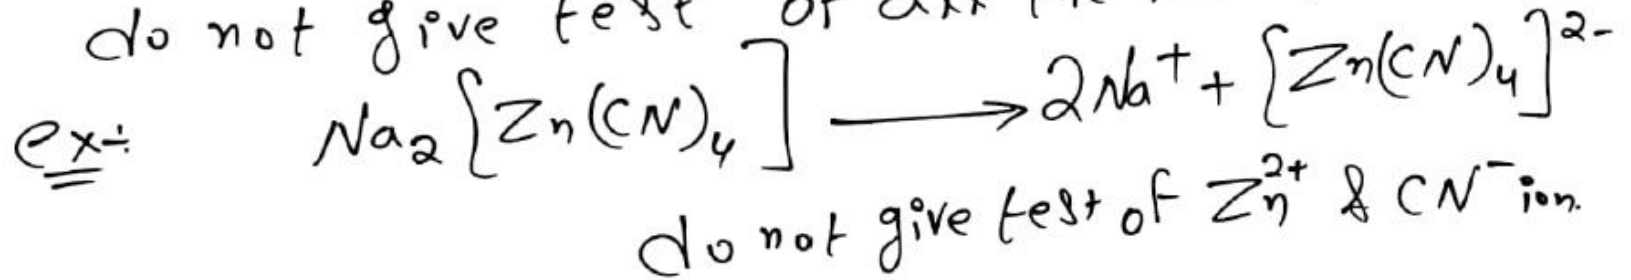 do not give test of all
ex:- Na₂[Zn(CN)₄] ⟶ 2Na⁺ + [Zn(CN)₄]²⁻
do not give test of Zn²⁺ & CN⁻ ion.